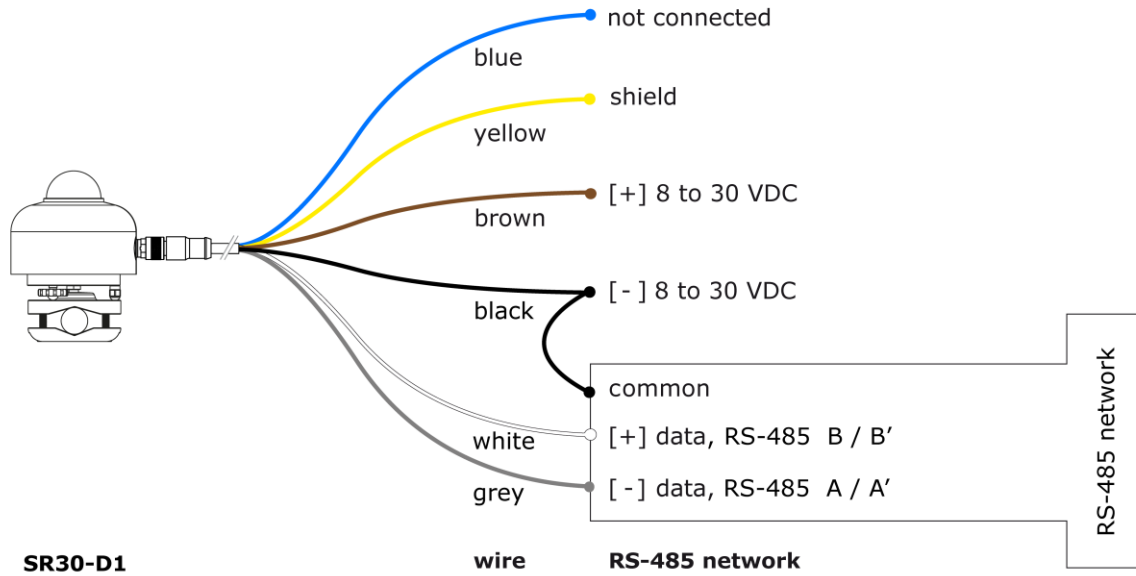 not connected
blue
shield
yellow
[+] 8 to 30 VDC
brown
[-] 8 to 30 VDC
black
common
white
[+] data, RS-485 B / B’
grey
[-] data, RS-485 A / A’
RS-485 network
SR30-D1
wire
RS-485 network